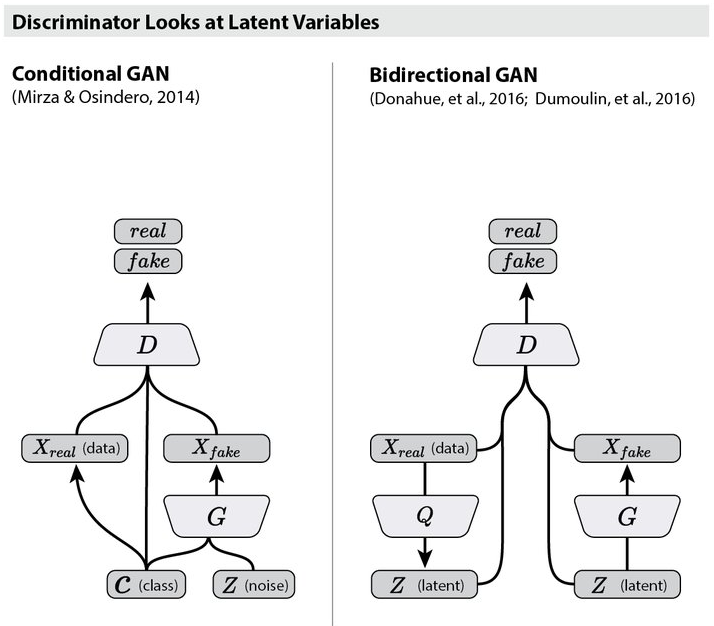 Discriminator Looks at Latent Variables
Conditional GAN
(Mirza & Osindero, 2014)
real
fake
D
X_real (data)
X_fake
G
C (class)
Z (noise)
Bidirectional GAN
(Donahue, et al., 2016; Dumoulin, et al., 2016)
real
fake
D
X_real (data)
X_fake
Q
G
Z (latent)
Z (latent)